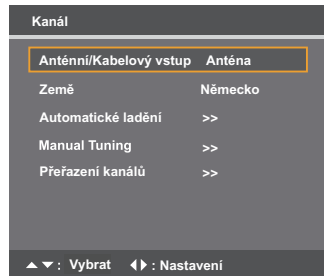 Kanál
Anténní/Kabelový vstup Anténa
Země Německo
Automatické ladění >>
Manual Tuning >>
Přeřazení kanálů >>
▲▼: Vybrat ◀▶: Nastavení